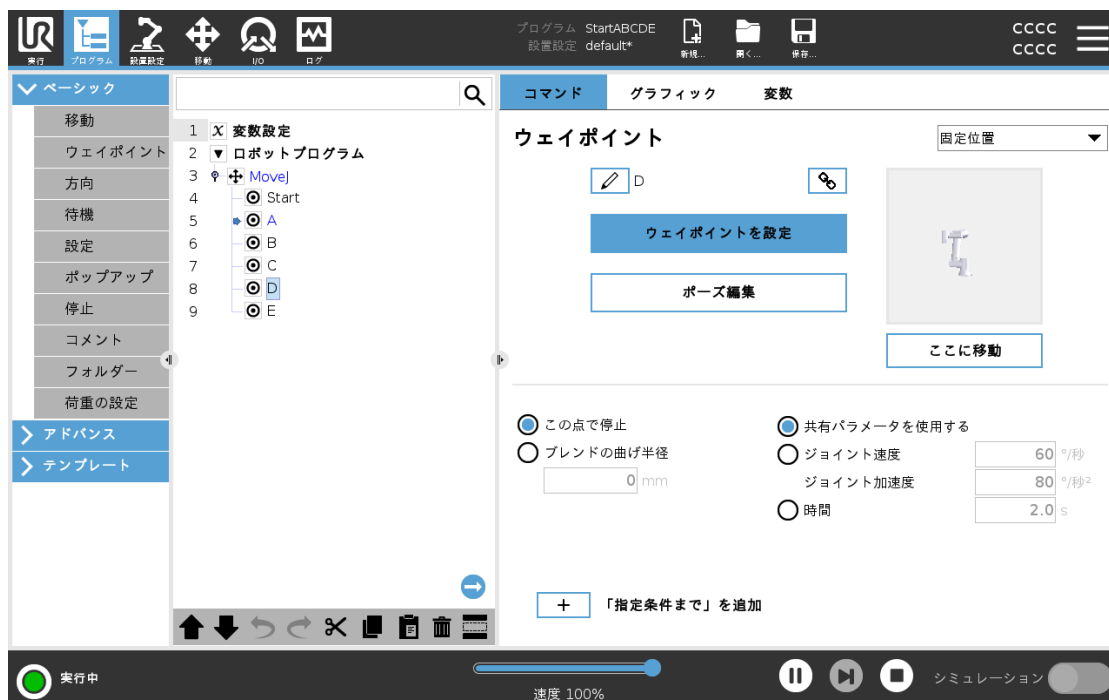 UR
実行
プログラム
設置設定
移動
I/O
ログ
プログラム StartABCDE
設置設定 default*
新規...
開く...
保存...
CCCC
CCCC
ベーシック
移動
ウェイポイント
方向
待機
設定
ポップアップ
停止
コメント
フォルダー
荷重の設定
アドバンス
テンプレート
1 X 変数設定
2 ▼ ロボットプログラム
3 MoveJ
4 Start
5 A
6 B
7 C
8 D
9 E
コマンド グラフィック 変数
ウェイポイント
固定位置
D
ウェイポイントを設定
ポーズ編集
ここに移動
この点で停止
ブレンドの曲げ半径
0 mm
共有パラメータを使用する
ジョイント速度 60 °/秒
ジョイント加速度 80 °/秒²
時間 2.0 s
+ 「指定条件まで」を追加
実行中
速度 100%
シミュレーション